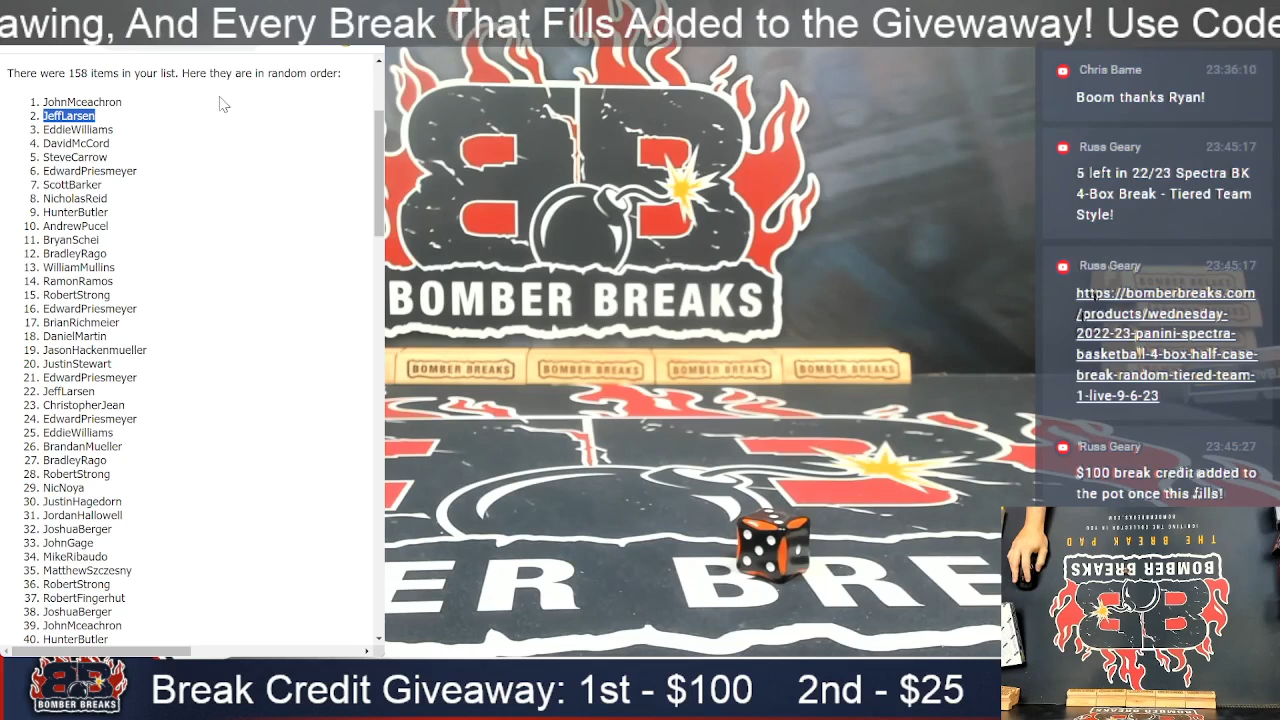 awing, And Every Break That Fills Added to the Givewaway! Use Code
There were 158 items in your list. Here they are in random order:
1. JohnMceachron
2. JeffLarsen
3. EddieWilliams
4. DavidMcCord
5. SteveCarrow
6. EdwardPriesmeyer
7. ScottBarker
8. NicholasReid
9. HunterButler
10. AndrewPucel
11. BryanSchei
12. BradleyRago
13. WilliamMullins
14. RamonRamos
15. RobertStrong
16. EdwardPriesmeyer
17. BrianRichmeier
18. DanielMartin
19. JasonHackenmueller
20. JustinStewart
21. EdwardPriesmeyer
22. JeffLarsen
23. ChristopherJean
24. EdwardPriesmeyer
25. EddieWilliams
26. BrandanMueller
27. BradleyRago
28. RobertStrong
29. NicNoya
30. JustinHagedorn
31. JordanHallowell
32. JoshuaBerger
33. JohnGage
34. MikeRibaudo
35. MatthewSzczesny
36. RobertStrong
37. RobertFingerhut
38. JoshuaBerger
39. JohnMceachron
40. HunterButler
BOMBER BREAKS
BOMBER BREAKS
BOMBER BREAKS
BOMBER BREAKS
BOMBER BREAKS
ER BRE
Chris Bame 23:36:10
Boom thanks Ryan!
Russ Geary 23:45:17
5 left in 22/23 Spectra BK
4-Box Break - Tiered Team
Style!
Russ Geary 23:45:17
https://bomberbreaks.com
/products/wednesday-
2022-23-panini-spectra-
basketball-4-box-half-case-
break-random-tiered-team-
1-live-9-6-23
Russ Geary 23:45:27
$100 break credit added to
the pot once this fills!
THE BREAK PAD
BOMBER BREAKS
BOMBER BREAKS
Break Credit Giveaway: 1st - $100 2nd - $25